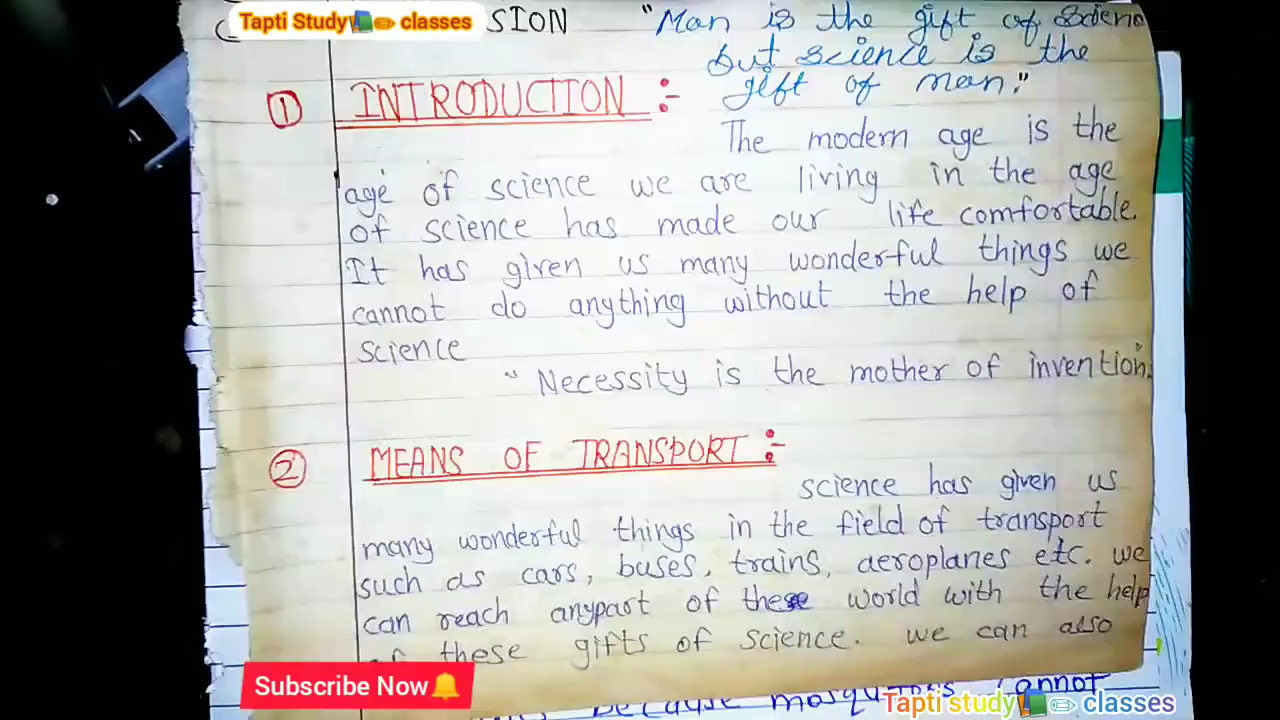 Tapti Study classes
SION "Man is the gift of Scienc
but science is the
gift of man."
① INTRODUCTION :-
The modern age is the
age of science we are living in the age
of science has made our life comfortable.
It has given us many wonderful things we
cannot do anything without the help of
science
"Necessity is the mother of invention."
② MEANS OF TRANSPORT :-
science has given us
many wonderful things in the field of transport
such as cars, buses, trains, aeroplanes etc. we
can reach anypart of these world with the help
of these gifts of science. we can also
Subscribe Now
because mosquitoes cannot
Tapti study classes